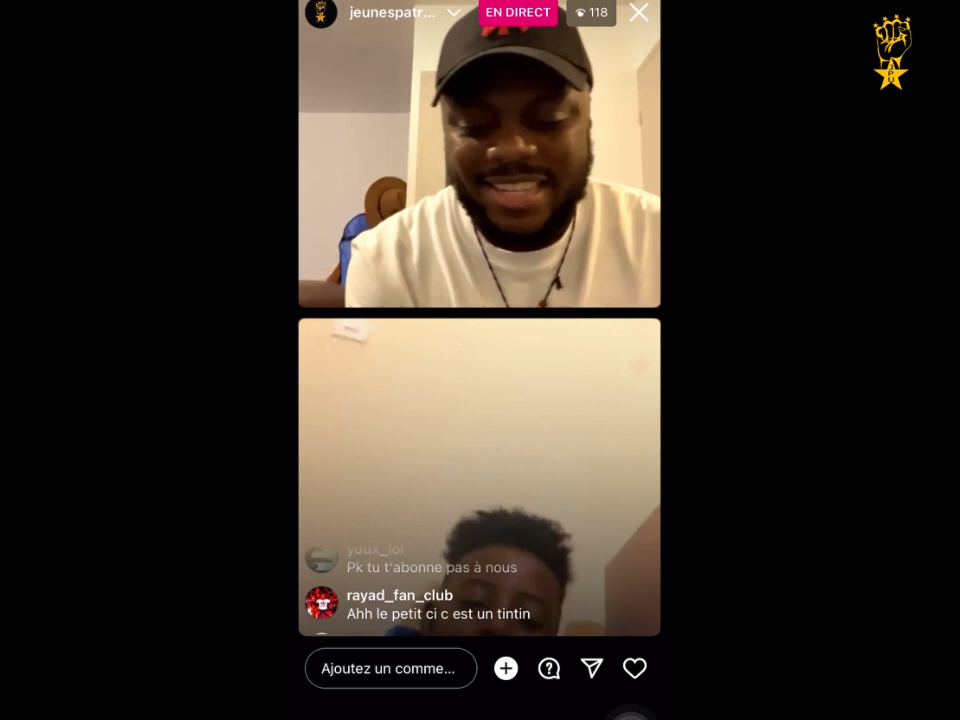 jeunespatr...
EN DIRECT
118
youx_lol
Pk tu t'abonne pas à nous
rayad_fan_club
Ahh le petit ci c est un tintin
Ajoutez un comme...